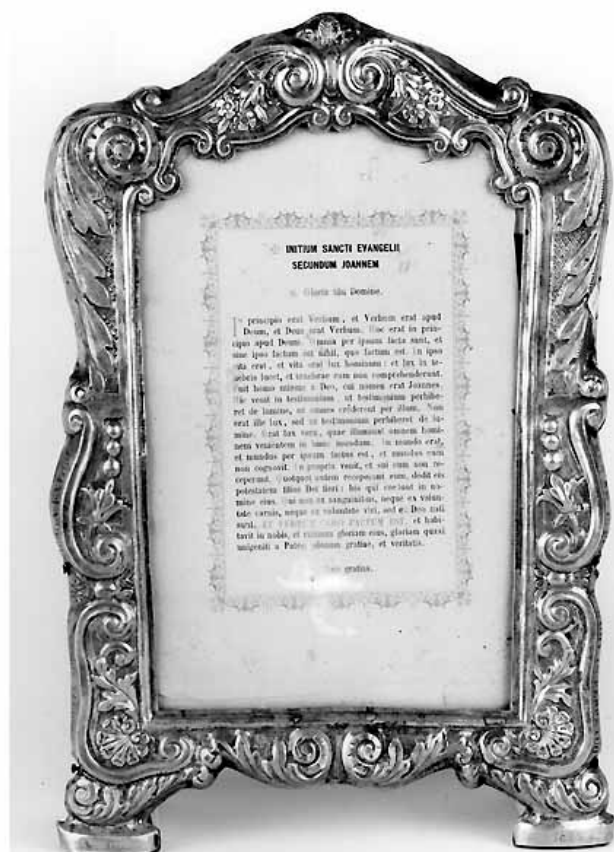 INITIUM SANCTI EVANGELII
SECUNDUM JOANNEM
Gloria tibi Domine.
In principio erat Verbum, et Verbum erat apud
Deum, et Deus erat Verbum. Hoc erat in prin-
cipio apud Deum. Omnia per ipsum facta sunt, et
sine ipso factum est nihil, quod factum est. In ipso
vita erat, et vita erat lux hominum: et lux in te-
nebris lucet, et tenebrae eam non comprehenderunt.
Fuit homo missus a Deo, cui nomen erat Joannes.
Hic venit in testimonium, ut testimonium perhibe-
ret de lumine, ut omnes crederent per illum. Non
erat ille lux, sed ut testimonium perhiberet de lu-
mine. Erat lux vera, quae illuminat omnem homi-
nem venientem in hunc mundum. In mundo erat,
et mundus per ipsum factus est, et mundus eum
non cognovit. In propria venit, et sui eum non re-
ceperunt. Quotquot autem receperunt eum, dedit eis
potestatem filios Dei fieri: his qui credunt in no-
mine ejus. Qui non ex sanguinibus, neque ex volun-
tate carnis, neque ex voluntate viri, sed ex Deo nati
sunt. ET VERBUM CARO FACTUM EST, et habi-
tavit in nobis, et vidimus gloriam ejus, gloriam quasi
unigeniti a Patre, plenum gratiae, et veritatis.
gratias.